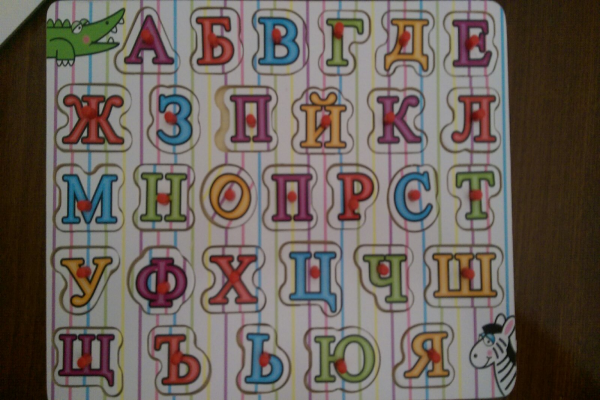 А Б В Г Д Е
Ж З П Й К Л
М Н О П Р С Т
У Ф Х Ц Ч Ш
Щ Ъ Ь Ю Я